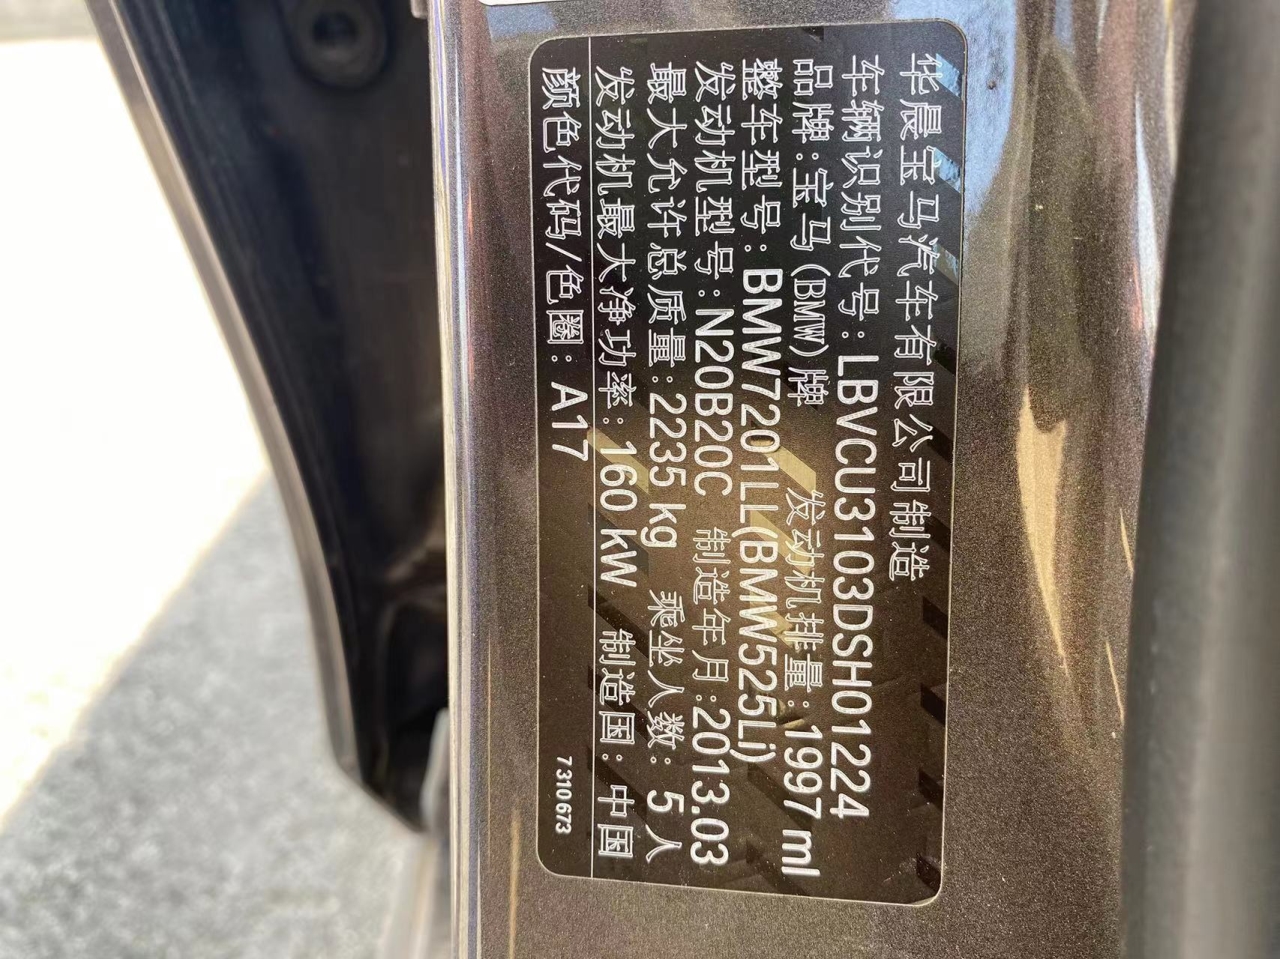 华晨宝马汽车有限公司制造
车辆识别代号:LBVCU3103DSH01224
品牌:宝马(BMW)牌 发动机排量:1997 ml
整车型号:BMW7201LL(BMW525Li)
发动机型号:N20B20C 制造年月:2013.03
最大允许总质量:2235 kg 乘坐人数:5人
发动机最大净功率:160 kW 制造国:中国
颜色代码/色圈:A17 7310673